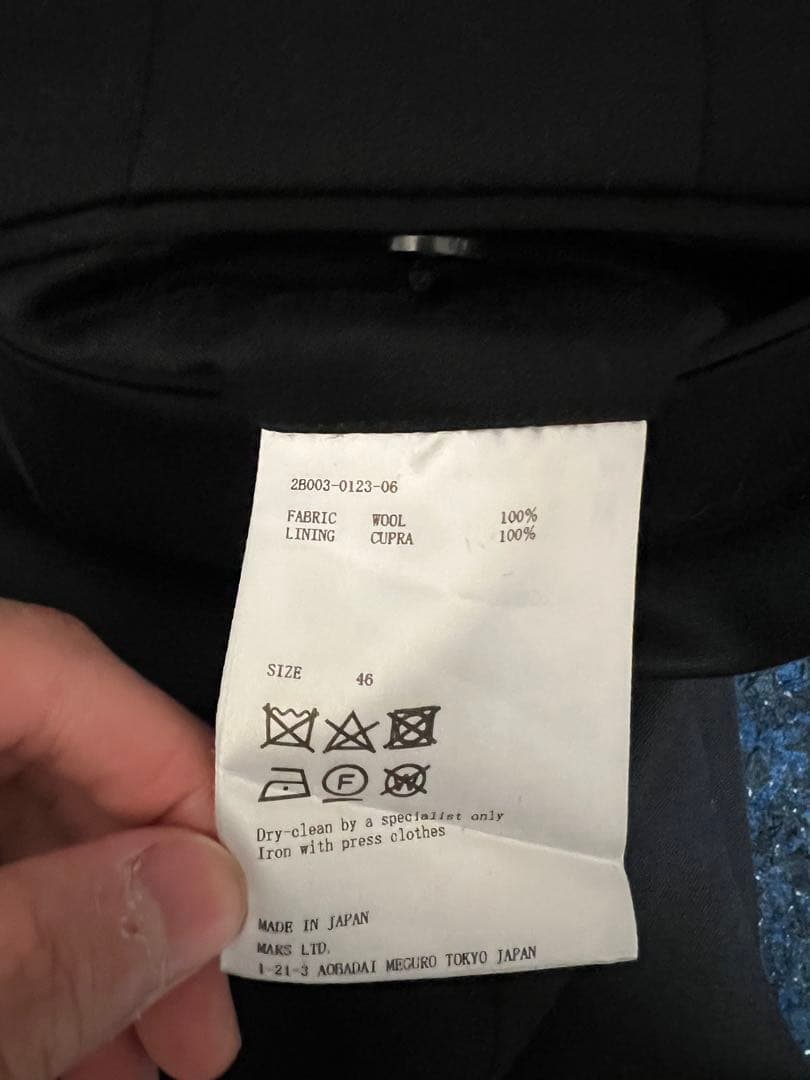 2B003-0123-06
FABRIC WOOL 100%
LINING CUPRA 100%
SIZE 46
F
W
Dry-clean by a specialist only
Iron with press clothes
MADE IN JAPAN
MARS LTD.
1-21-3 AOBADAI MEGURO TOKYO JAPAN